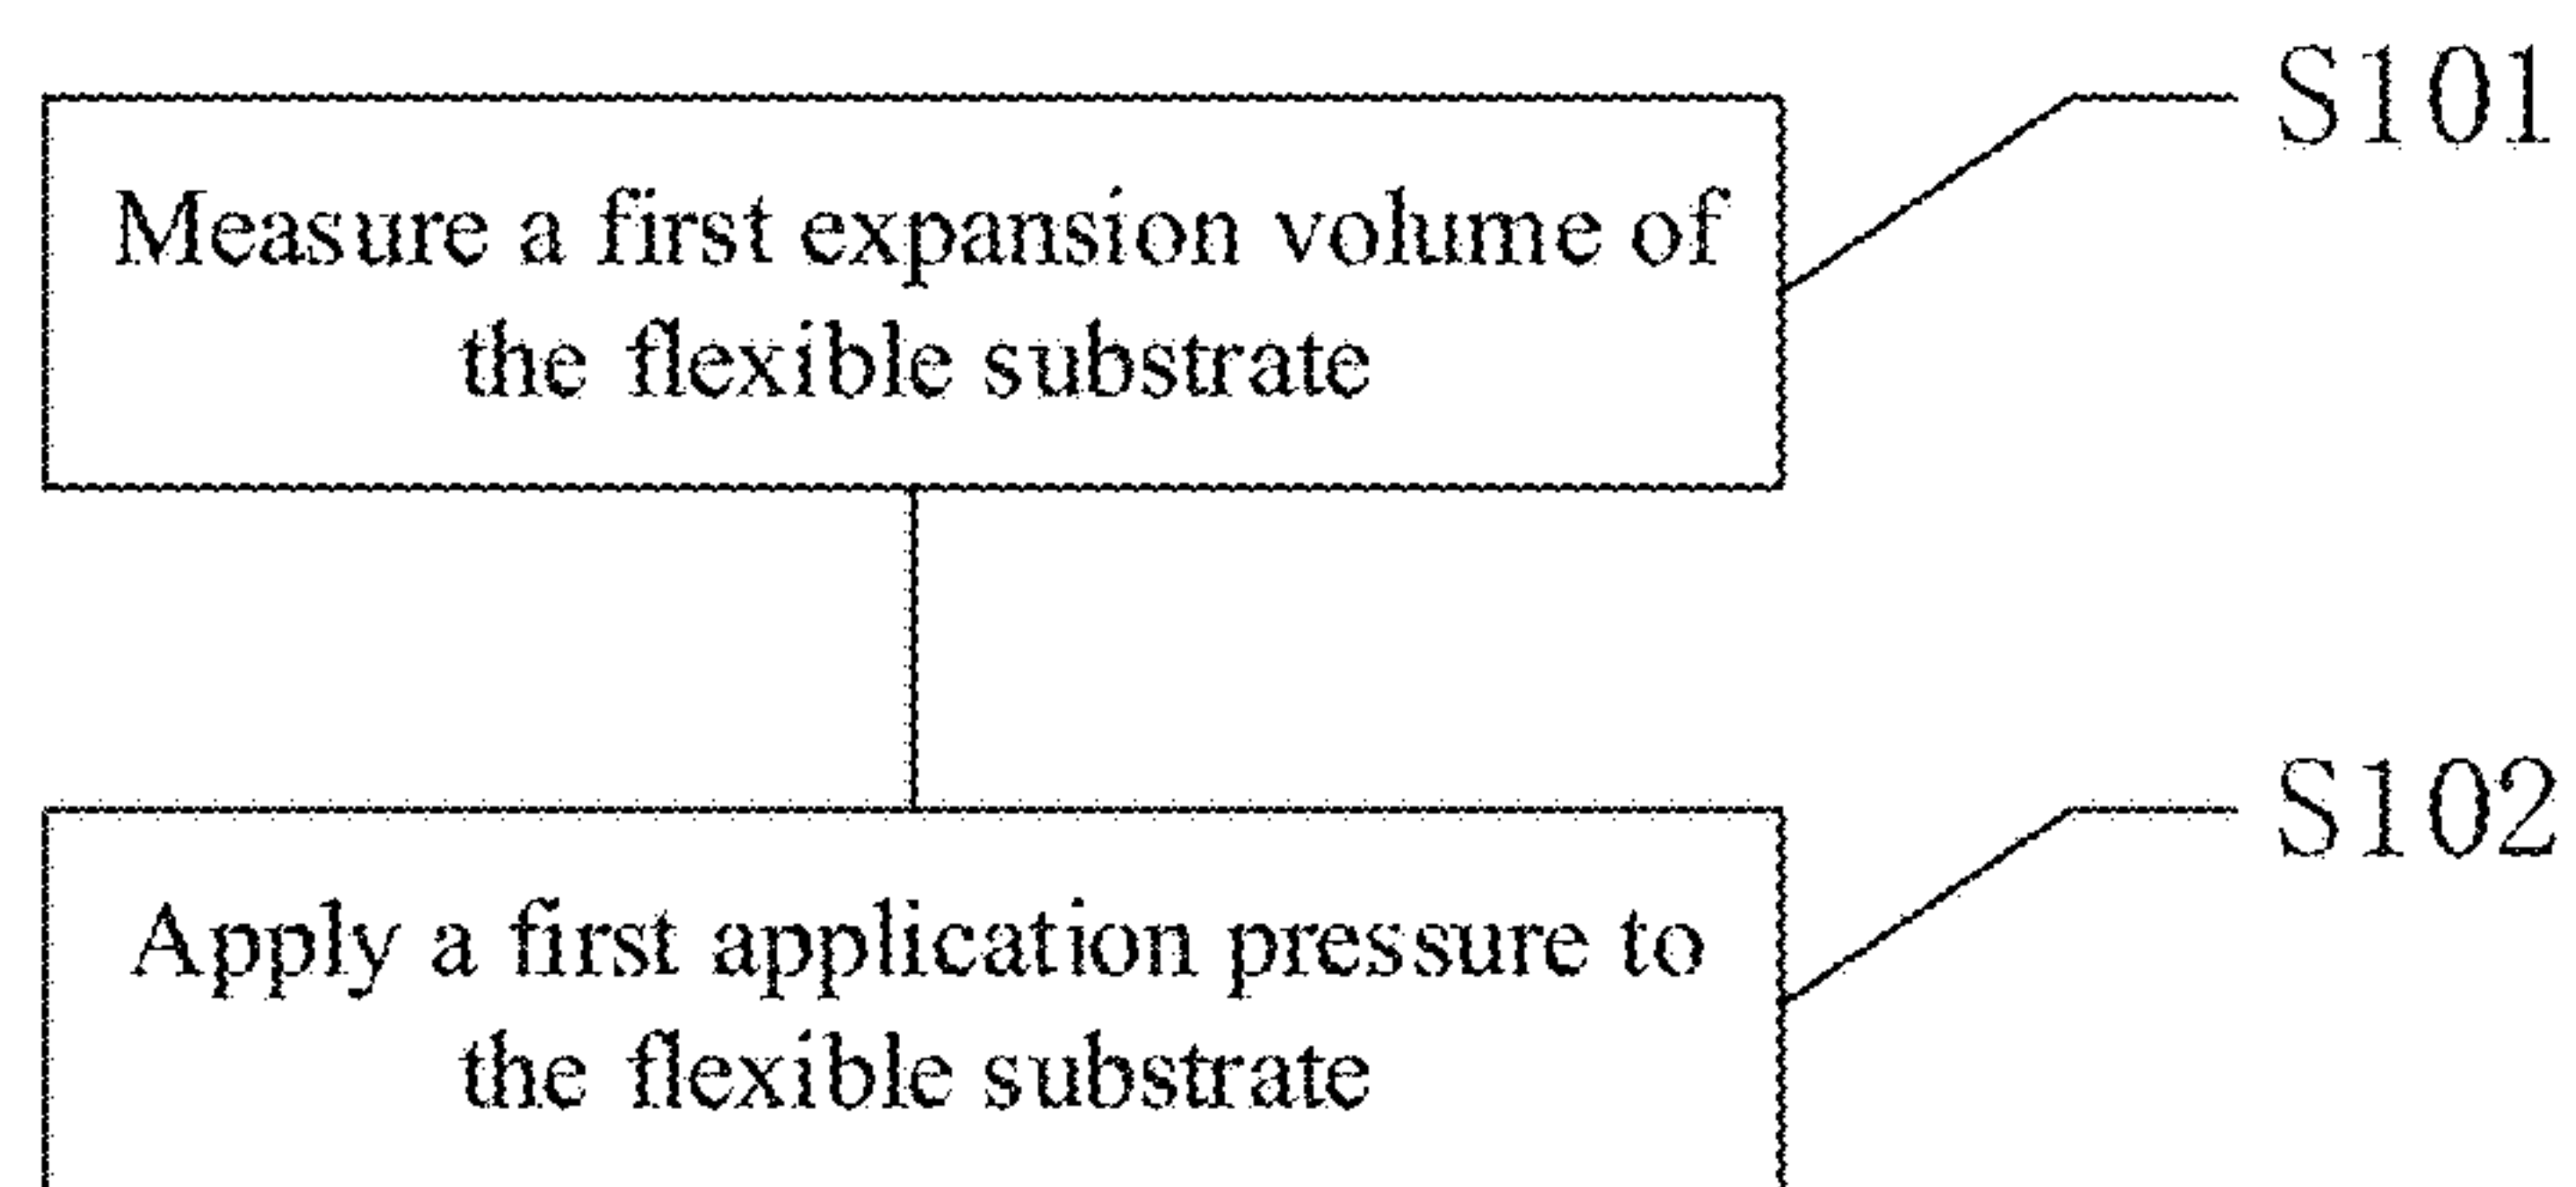 S101
Measure a first expansion volume of
the flexible substrate
S102
Apply a first application pressure to
the flexible substrate